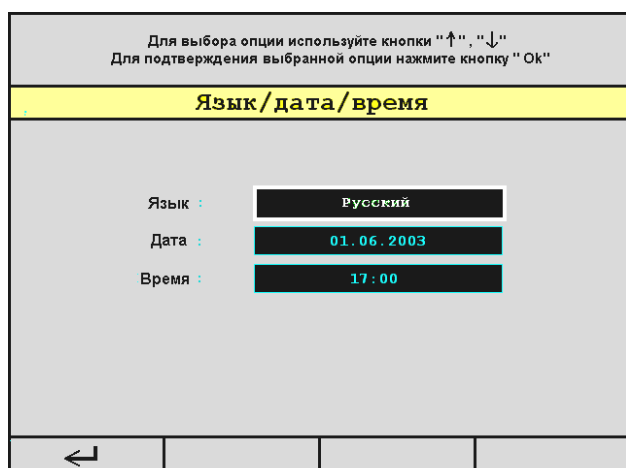 Для выбора опции используйте кнопки "↑", "↓"
Для подтверждения выбранной опции нажмите кнопку " Ok"
Язык/дата/время
Язык : Русский
Дата : 01.06.2003
Время : 17:00